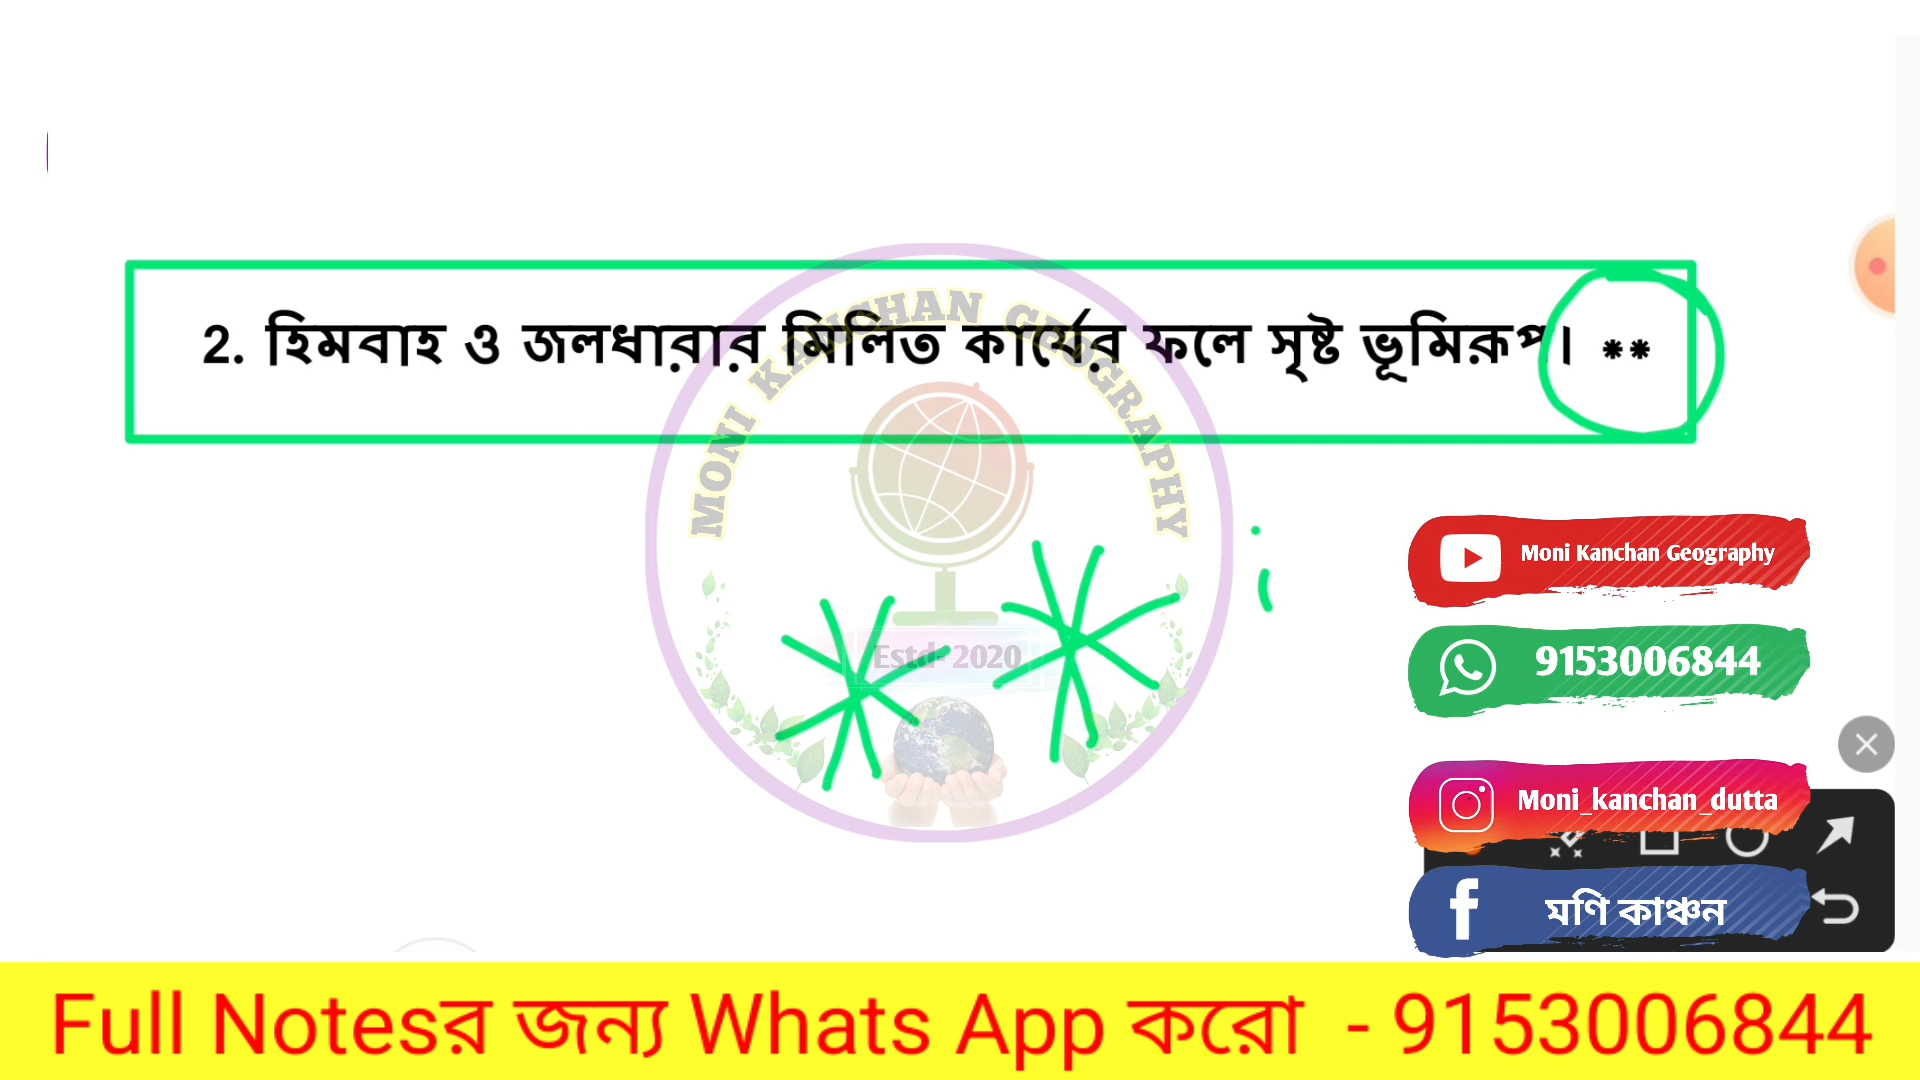 2. হিমবাহ ও জলধারার মিলিত কার্যের ফলে সৃষ্ট ভূমিরূপ। **
MONI KANCHAN GEOGRAPHY
Estd- 2020
Moni Kanchan Geography
9153006844
Moni_kanchan_dutta
মণি কাঞ্চন
Full Notesর জন্য Whats App করো - 9153006844